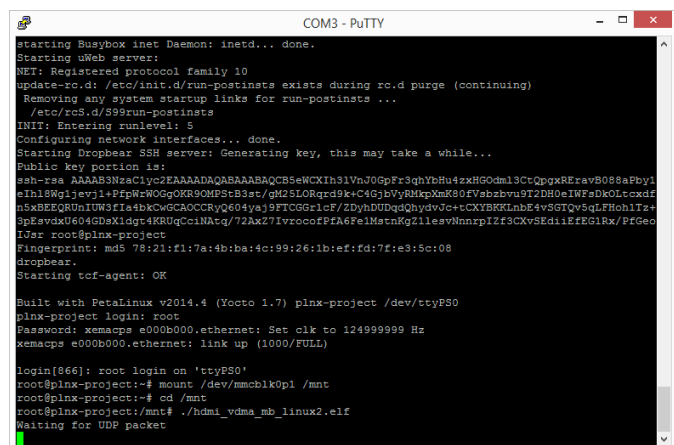 COM3 - PuTTY
starting Busybox inet Daemon: inetd... done.
Starting uWeb server:
NET: Registered protocol family 10
update-rc.d: /etc/init.d/run-postinsts exists during rc.d purge (continuing)
Removing any system startup links for run-postinsts ...
/etc/rcS.d/S99run-postinsts
INIT: Entering runlevel: 5
Configuring network interfaces... done.
Starting Dropbear SSH server: Generating key, this may take a while...
Public key portion is:
ssh-rsa
IJsr root@plnx-project
Fingerprint: md5 78:21:f1:7a:4b:ba:4c:99:26:1b:ef:fd:7f:e3:5c:08
dropbear.
Starting tcf-agent: OK
Built with PetaLinux v2014.4 (Yocto 1.7) plnx-project /dev/ttyPS0
plnx-project login: root
Password: xemacps e000b000.ethernet: Set clk to 124999999 Hz
xemacps e000b000.ethernet: link up (1000/FULL)
login[866]: root login on 'ttyPS0'
root@plnx-project:~# mount /dev/mmcblk0p1 /mnt
root@plnx-project:~# cd /mnt
root@plnx-project:/mnt# ./hdmi_vdma_mb_linux2.elf
Waiting for UDP packet